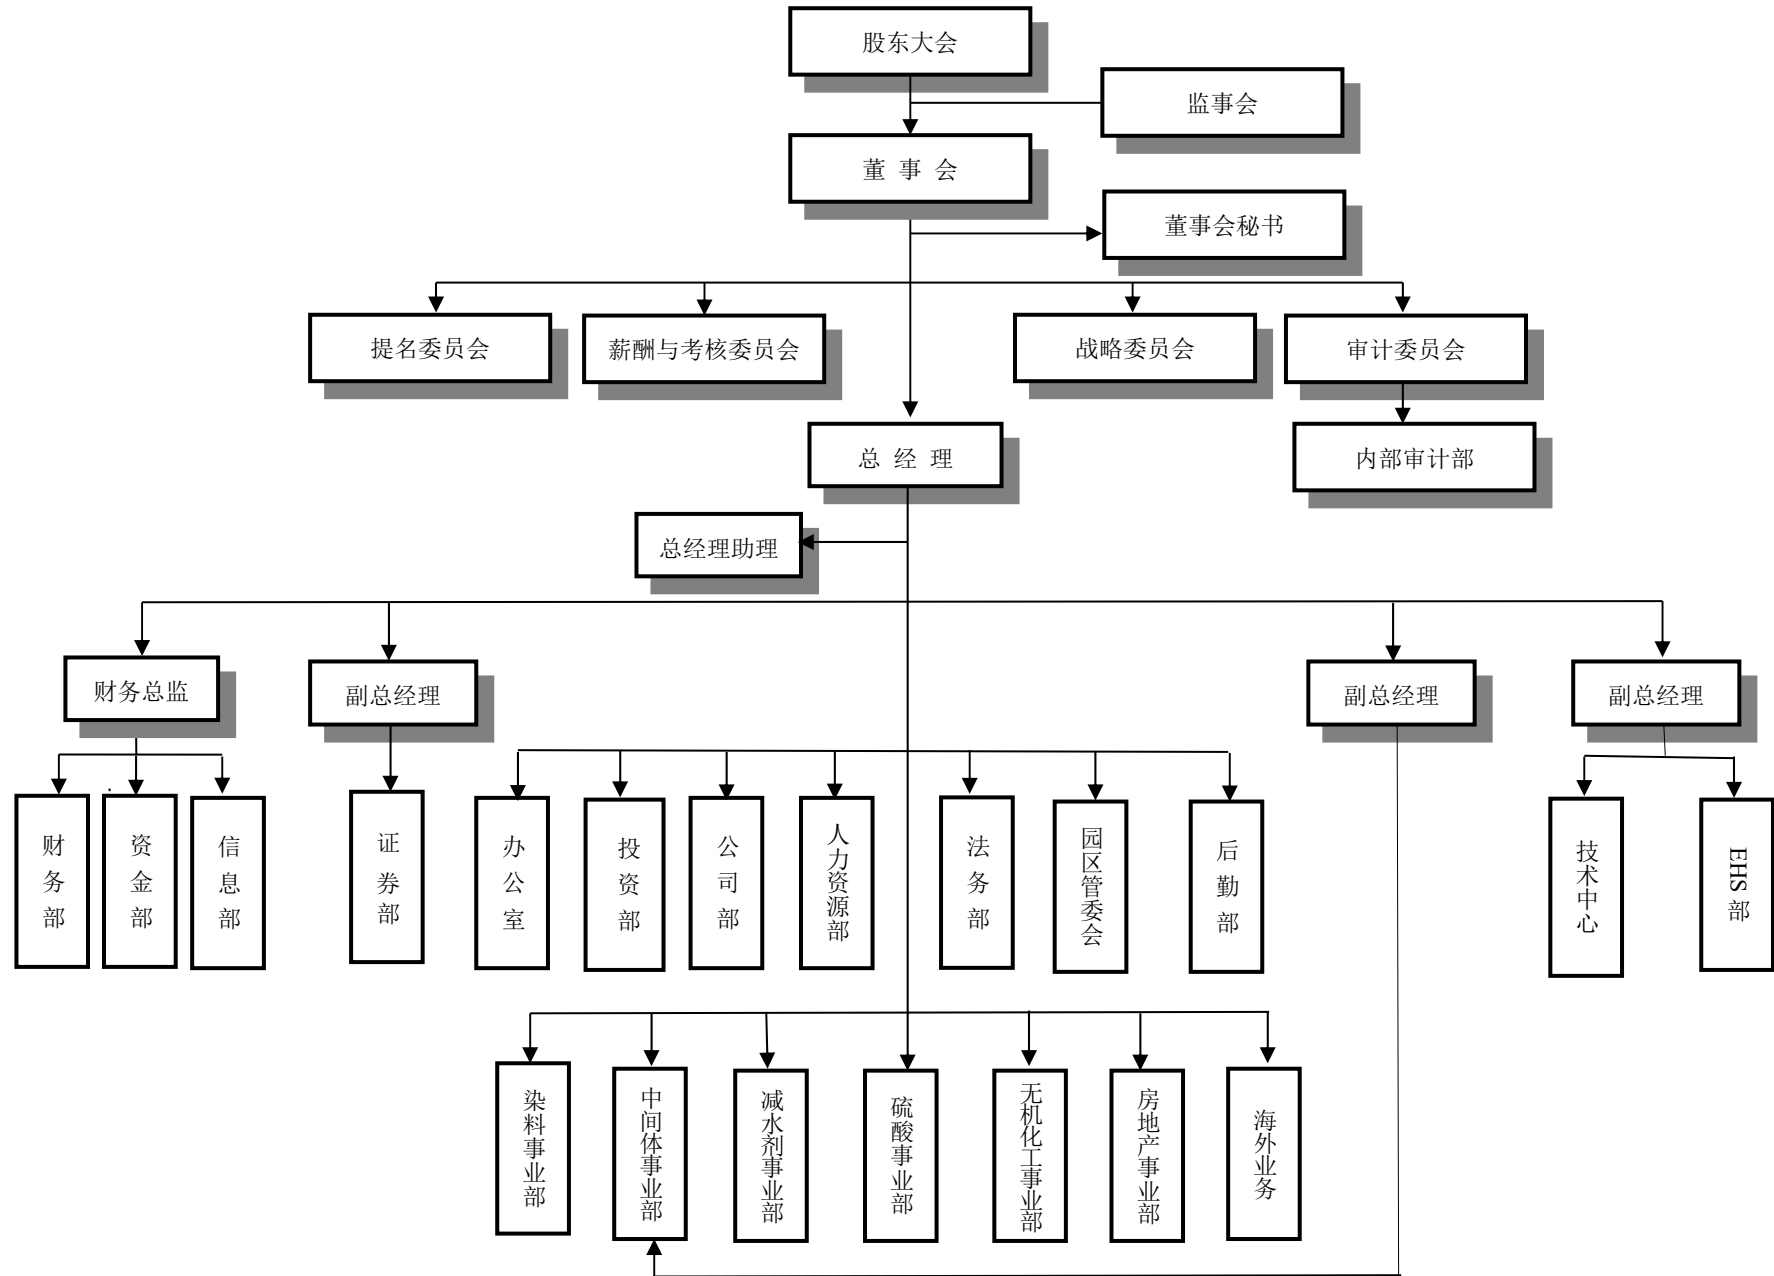 股东大会
监事会
董 事 会
董事会秘书
提名委员会
薪酬与考核委员会
战略委员会
审计委员会
总 经 理
内部审计部
总经理助理
财务总监
副总经理
副总经理
副总经理
财务部
资金部
信息部
证券部
办公室
投资部
公司部
人力资源部
法务部
园区管委会
后勤部
技术中心
EHS 部
染料事业部
中间体事业部
减水剂事业部
硫酸事业部
无机化工事业部
房地产事业部
海外业务